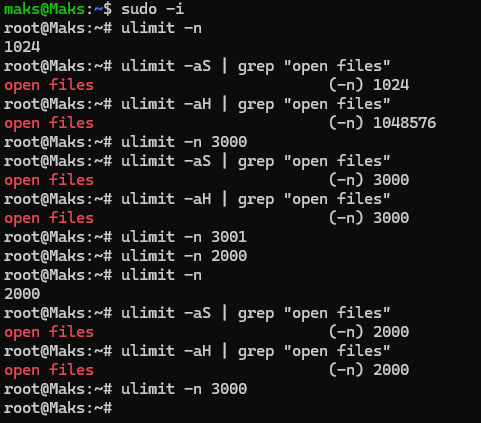 maks@Maks:~$ sudo -i
root@Maks:~# ulimit -n
1024
root@Maks:~# ulimit -aS | grep "open files"
open files                          (-n) 1024
root@Maks:~# ulimit -aH | grep "open files"
open files                          (-n) 1048576
root@Maks:~# ulimit -n 3000
root@Maks:~# ulimit -aS | grep "open files"
open files                          (-n) 3000
root@Maks:~# ulimit -aH | grep "open files"
open files                          (-n) 3000
root@Maks:~# ulimit -n 3001
root@Maks:~# ulimit -n 2000
root@Maks:~# ulimit -n
2000
root@Maks:~# ulimit -aS | grep "open files"
open files                          (-n) 2000
root@Maks:~# ulimit -aH | grep "open files"
open files                          (-n) 2000
root@Maks:~# ulimit -n 3000
root@Maks:~#